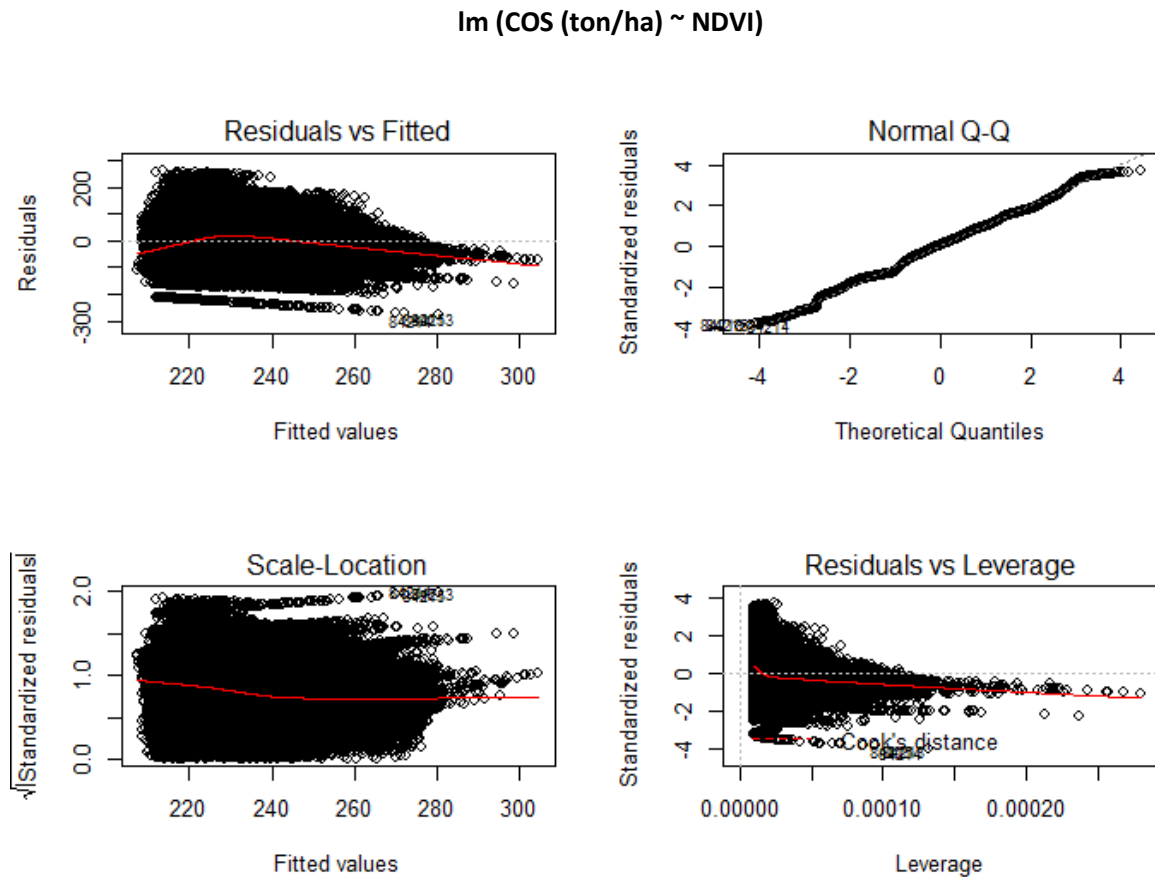 lm (COS (ton/ha) ~ NDVI)
Residuals vs Fitted
Residuals
200
0
-300
220 240 260 280 300
Fitted values
Normal Q-Q
Standardized residuals
4
2
0
-2
-4
-4 -2 0 2 4
Theoretical Quantiles
Scale-Location
√|Standardized residuals|
2.0
1.0
0.0
220 240 260 280 300
Fitted values
Residuals vs Leverage
Standardized residuals
4
2
0
-2
-4
Cook's distance
0.00000 0.00010 0.00020
Leverage